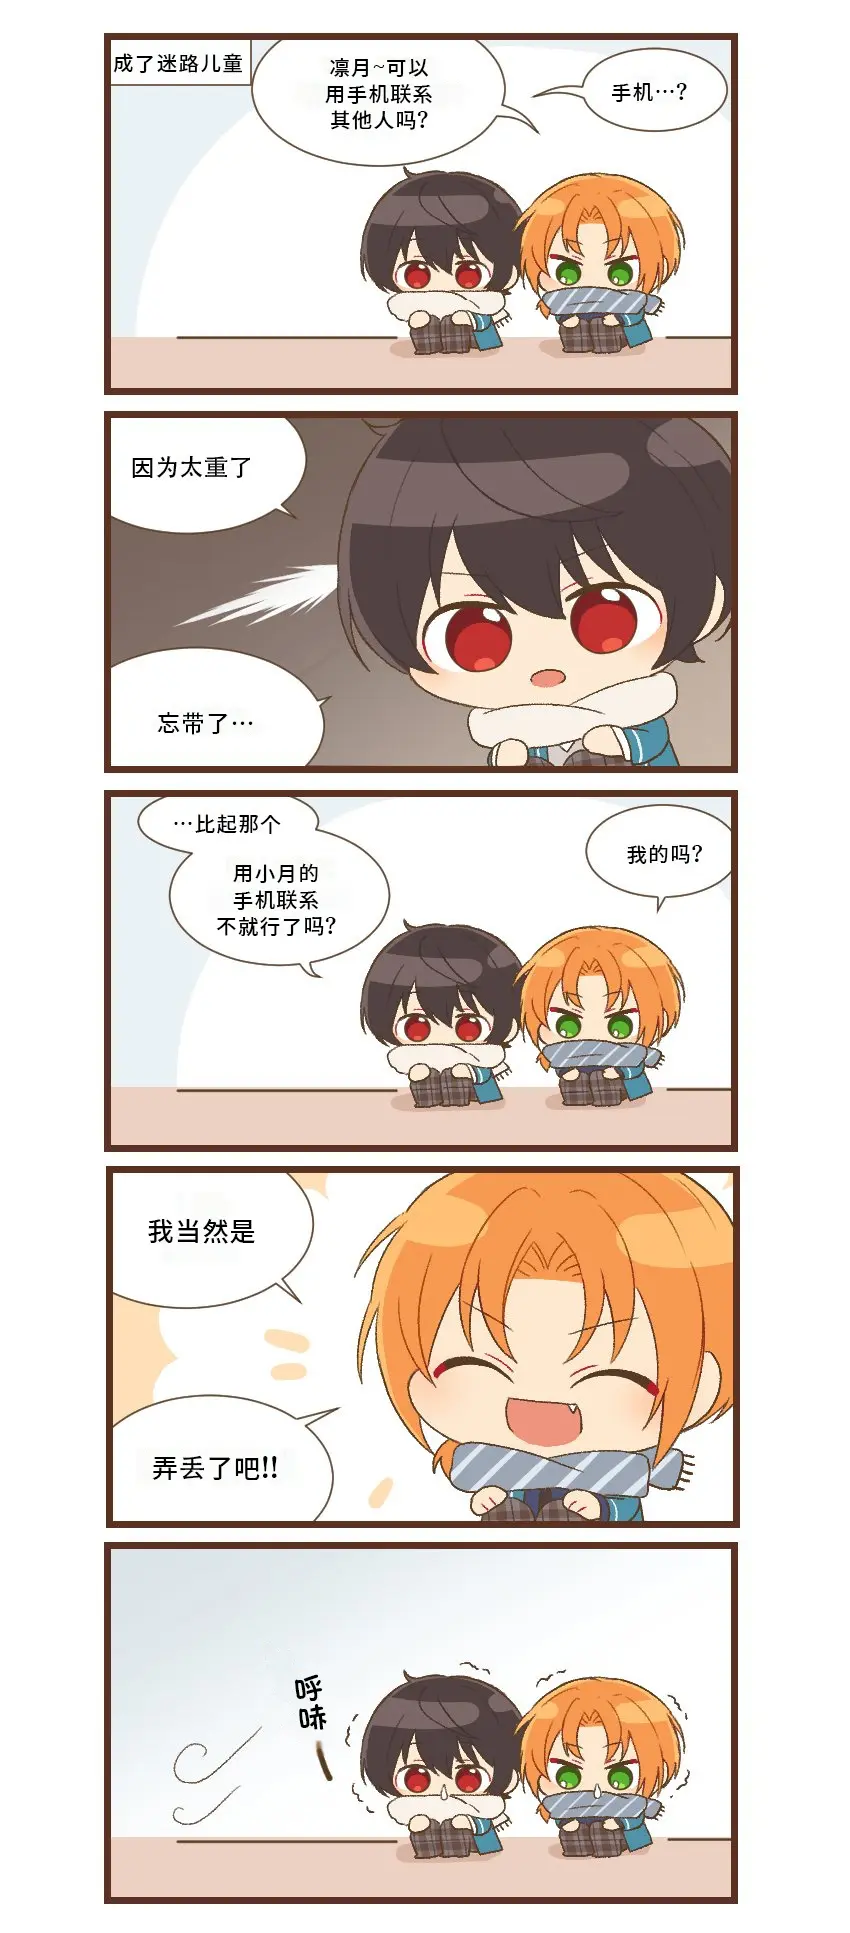 成了迷路儿童
凛月~可以
用手机联系
其他人吗?
手机…?
因为太重了
忘带了…
…比起那个
用小月的
手机联系
不就行了吗?
我的吗?
我当然是
弄丢了吧!!
呼
哧